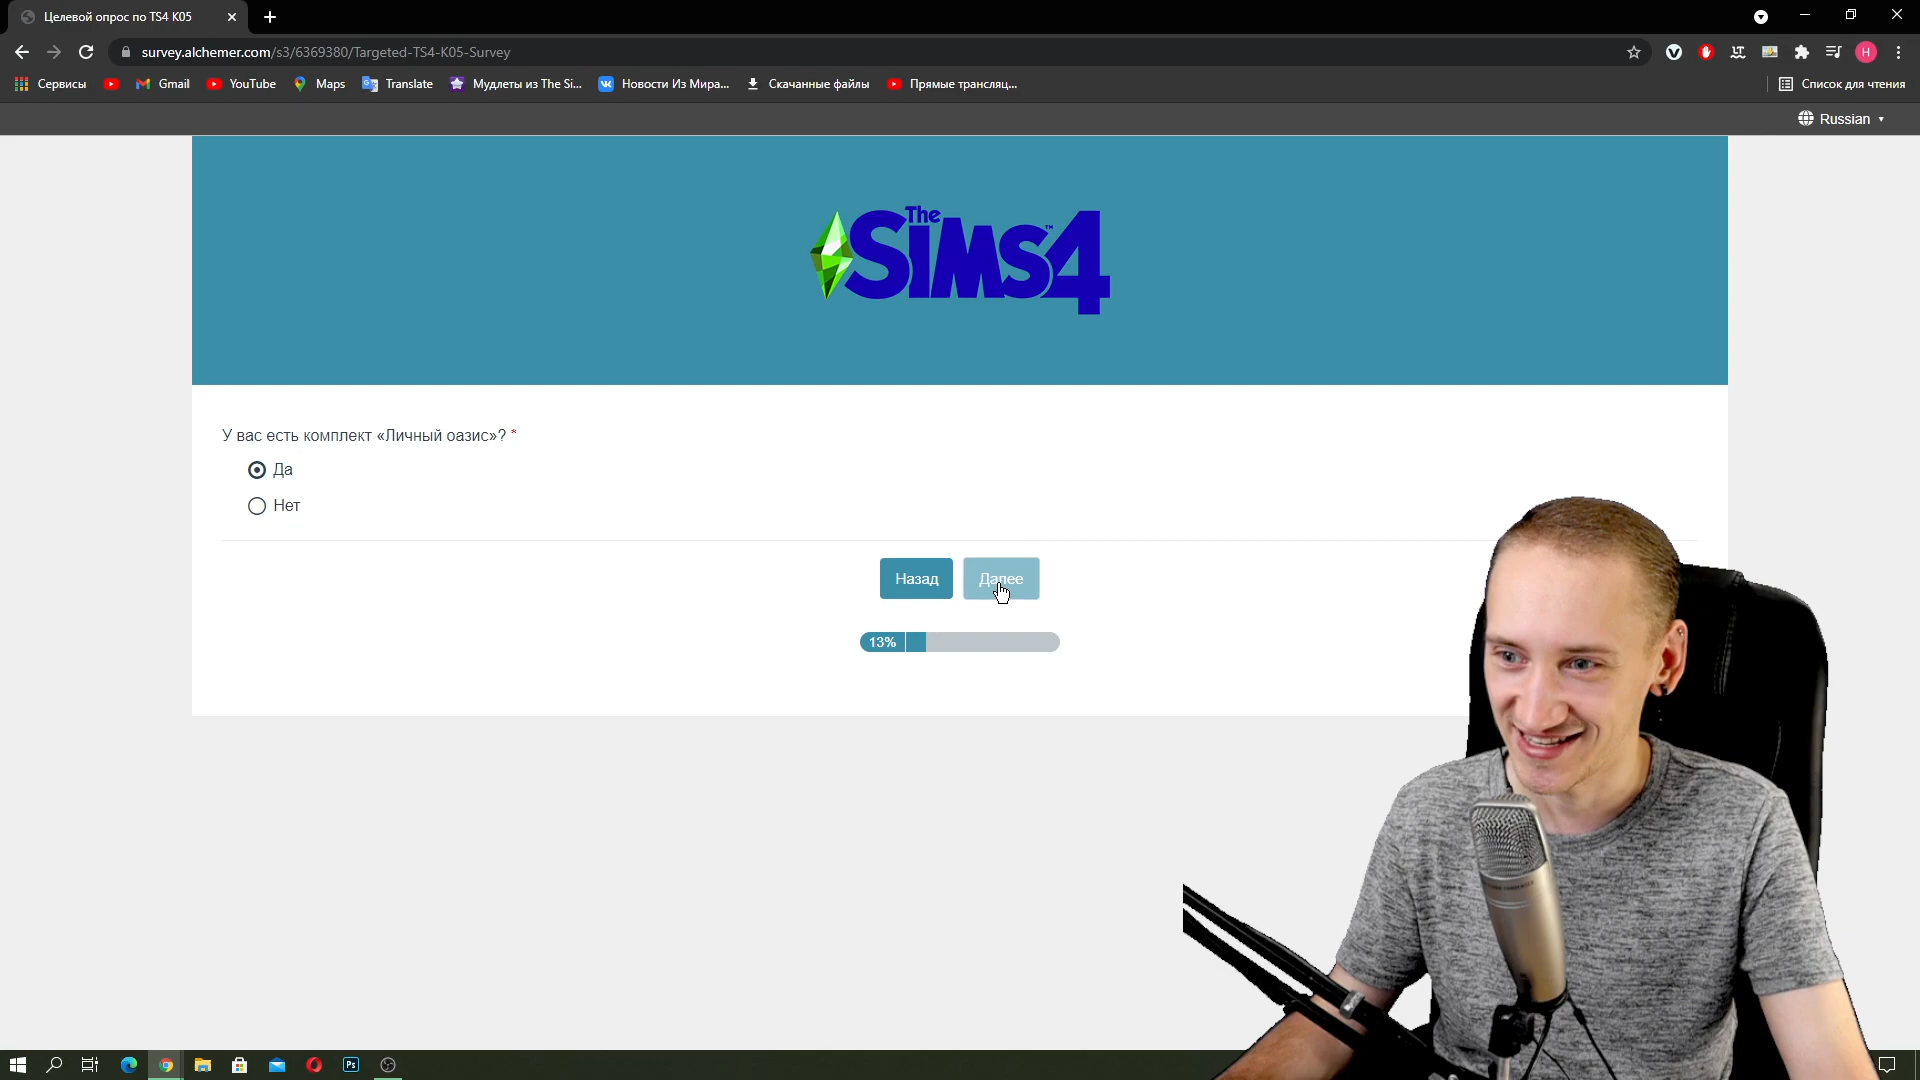 Целевой опрос по TS4 K05
survey.alchemer.com/s3/6369380/Targeted-TS4-K05-Survey
H
Сервисы
Gmail
YouTube
Maps
Translate
Мудлеты из The Si...
Новости Из Мира...
Скачанные файлы
Прямые трансляц...
Список для чтения
Russian
The
SIMS4
У вас есть комплект «Личный оазис»? *
Да
Нет
Назад
Далее
13%
Ps